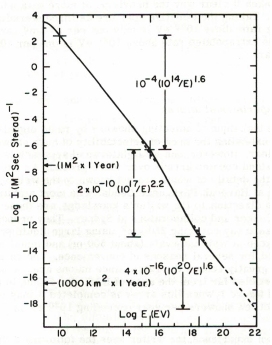 Log I (M² Sec Sterad)⁻¹
4
2
0
-2
-4
-6
-8
-10
-12
-14
-16
-18
10⁻⁴(10¹⁴/E)^1.6
(1M² x 1 Year)
2 x 10⁻¹⁰ (10¹⁷/E)^2.2
4 x 10⁻¹⁶(10²⁰/E)^1.6
(1000 Km² x 1 Year)
Log E (EV)
10
12
14
16
18
20
22